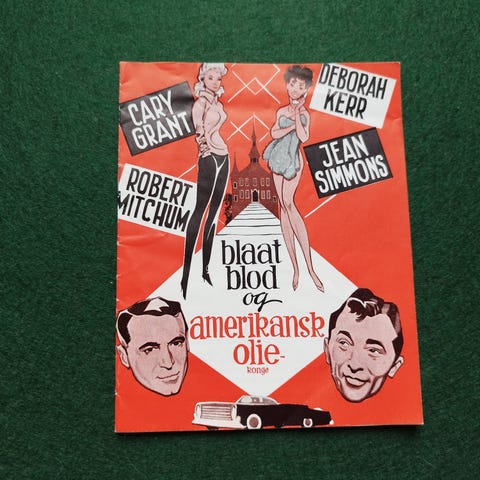 CARY
GRANT
DEBORAH
KERR
ROBERT
MITCHUM
JEAN
SIMMONS
blaat
blod
og
amerikansk
olie-
konge